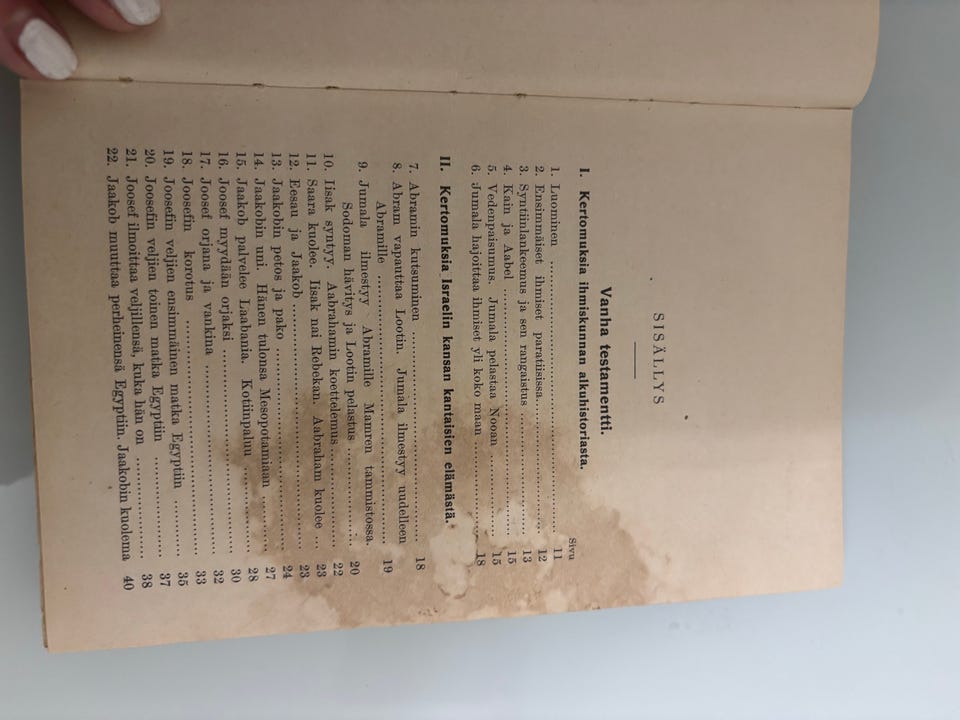 SISÄLLYS
Vanha testamentti.
I. Kertomuksia ihmiskunnan alkuhistoriasta.
Sivu
1. Luominen ........ 11
2. Ensimmäiset ihmiset paratiisissa ........ 12
3. Syntiinlankeemus ja sen rangaistus ........ 13
4. Kain ja Aabel ........ 15
5. Vedenpaisumus. Jumala pelastaa Nooan ........ 15
6. Jumala hajoittaa ihmiset yli koko maan ........ 18
II. Kertomuksia Israelin kansan kantaisien elämästä.
7. Abramin kutsuminen ........ 18
8. Abram vapauttaa Lootin. Jumala ilmestyy uudelleen
Abramille ........ 19
9. Jumala ilmestyy Abramille Mamren tammistossa.
Sodoman hävitys ja Lootin pelastus ........ 20
10. Iisak syntyy. Aabrahamin koettelemus ........ 22
11. Saara kuolee. Iisak nai Rebekan. Aabraham kuolee ... 23
12. Eesau ja Jaakob ........ 23
13. Jaakobin petos ja pako ........ 24
14. Jaakobin uni. Hänen tulonsa Mesopotamiaan ........ 27
15. Jaakob palvelee Laabania. Kotiinpaluu ........ 28
16. Joosef myydään orjaksi ........ 30
17. Joosef orjana ja vankina ........ 32
18. Joosefin korotus ........ 33
19. Joosefin veljien ensimmäinen matka Egyptiin ........ 35
20. Joosefin veljien toinen matka Egyptiin ........ 37
21. Joosef ilmoittaa veljillensä, kuka hän on ........ 38
22. Jaakob muuttaa perheinensä Egyptiin. Jaakobin kuolema 40